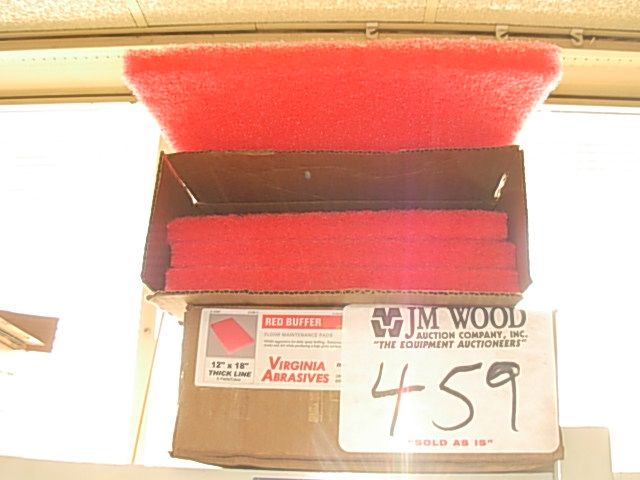 RED BUFFER
FLOOR MAINTENANCE PADS
12" x 18"
THICK LINE
VIRGINIA
ABRASIVES
JM WOOD
AUCTION COMPANY, INC.
"THE EQUIPMENT AUCTIONEERS"
459
"SOLD AS IS"